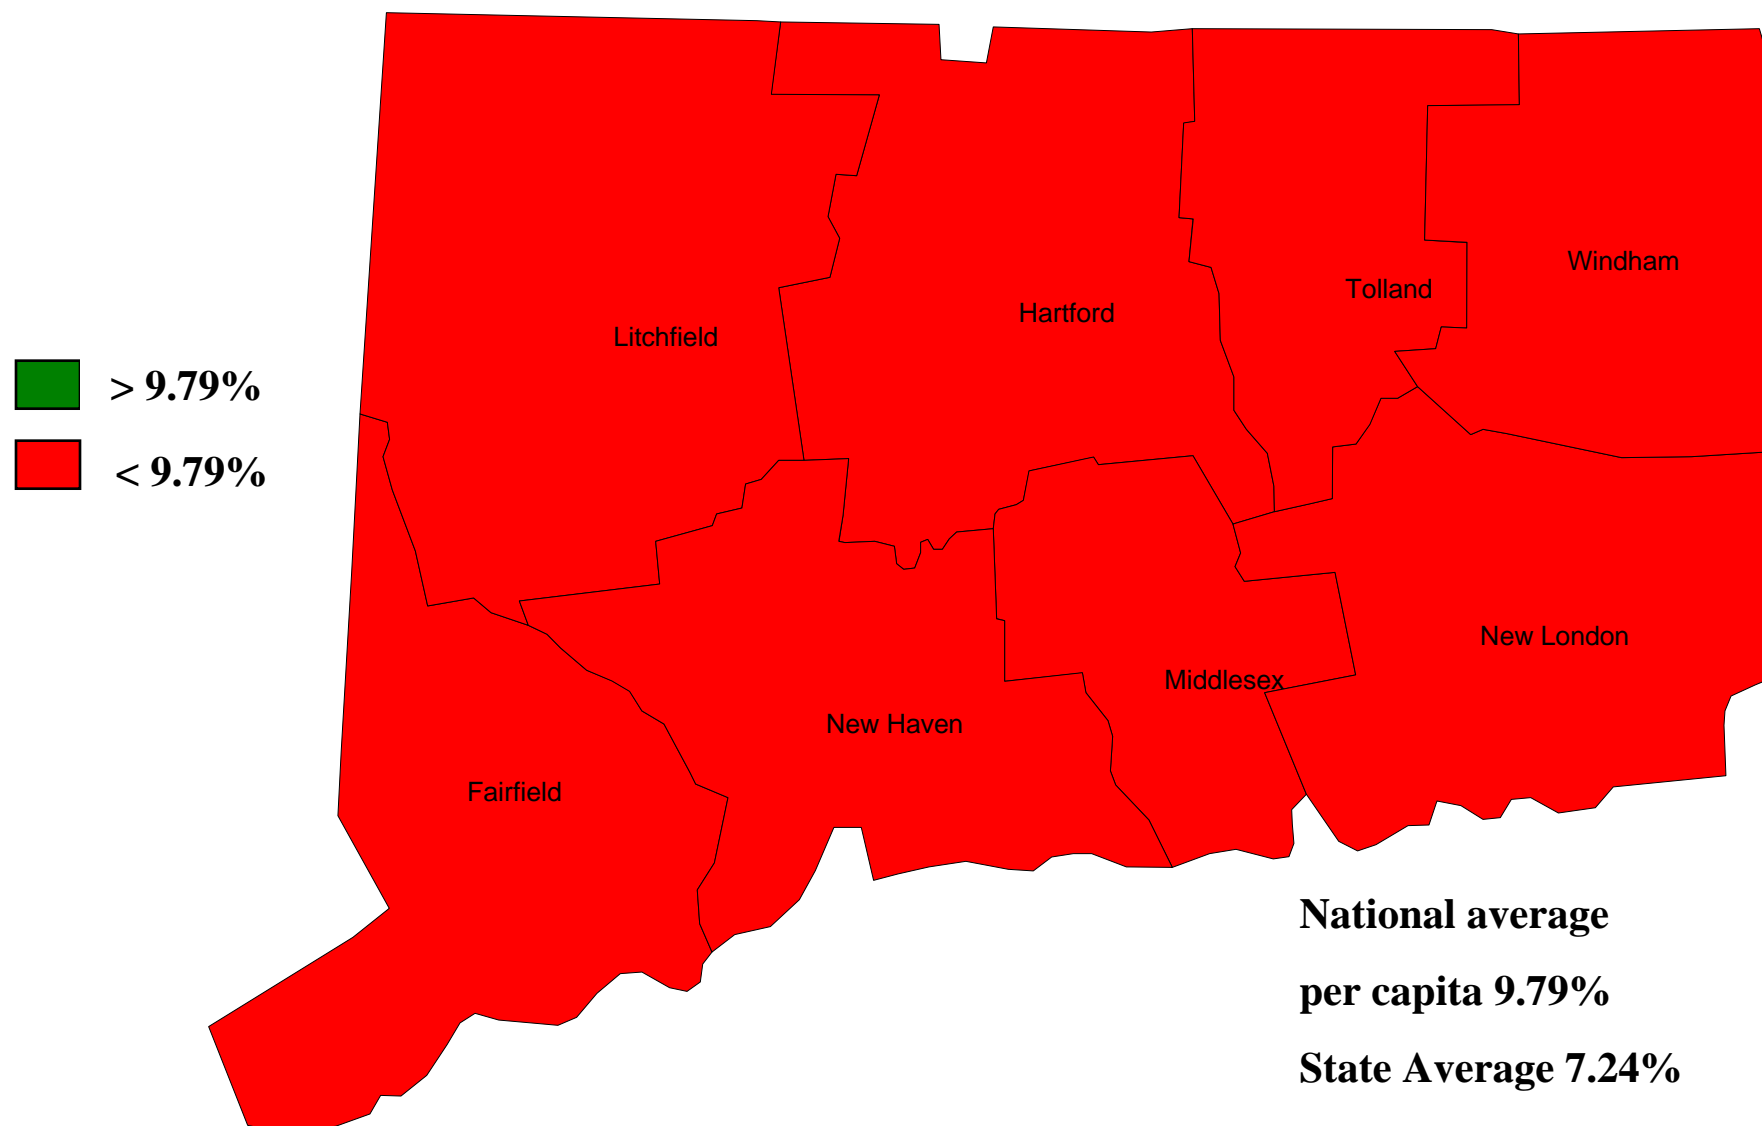 Windham
Tolland
Hartford
Litchfield
> 9.79%
< 9.79%
New London
Middlesex
New Haven
Fairfield
National average
per capita 9.79%
State Average 7.24%